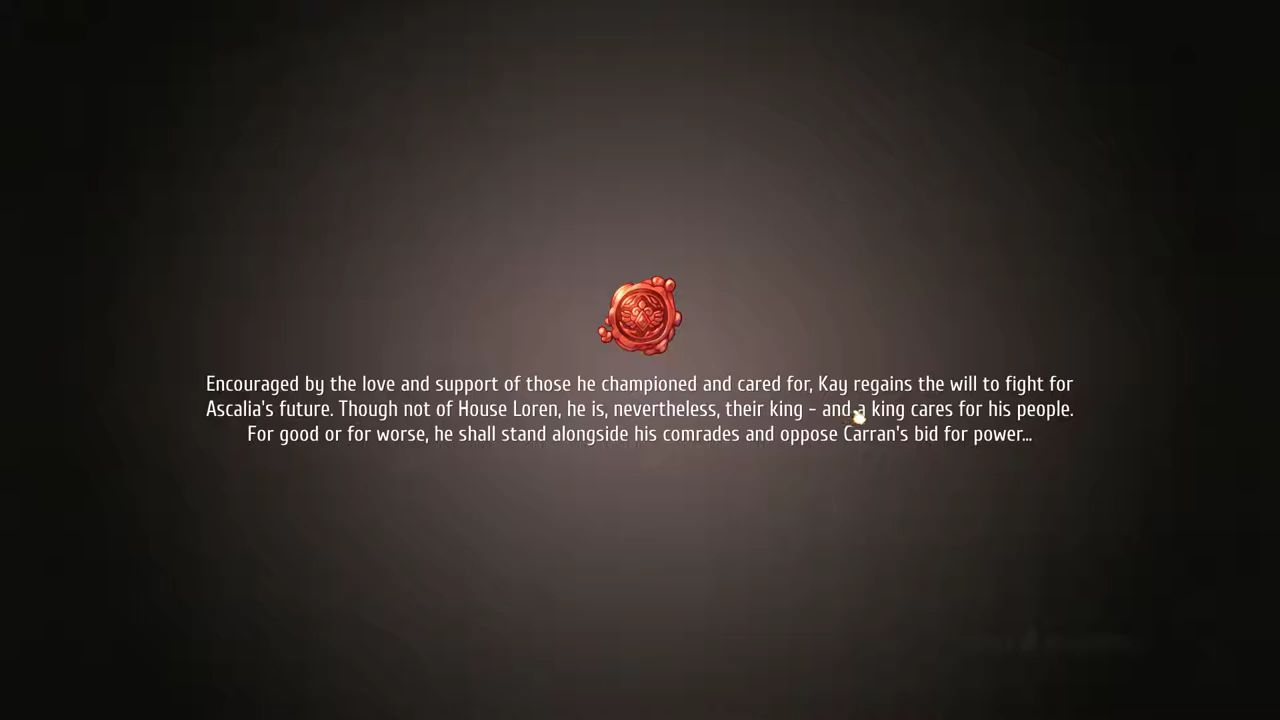 Encouraged by the love and support of those he championed and cared for, Kay regains the will to fight for
Ascalia's future. Though not of House Loren, he is, nevertheless, their king - and a king cares for his people.
For good or for worse, he shall stand alongside his comrades and oppose Carran's bid for power...